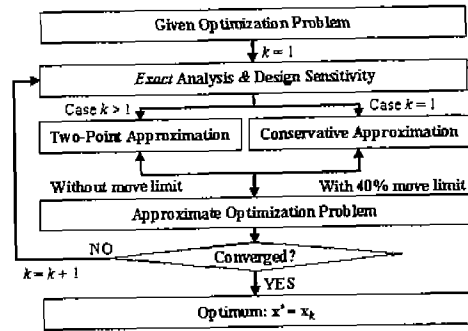 Given Optimization Problem
k = 1
Exact Analysis & Design Sensitivity
Case k > 1
Case k = 1
Two-Point Approximation
Conservative Approximation
Without move limit
With 40% move limit
Approximate Optimization Problem
NO
Converged?
k = k + 1
YES
Optimum: x* = xₖ